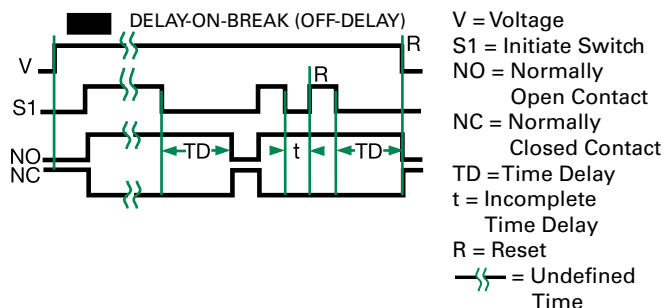 DELAY-ON-BREAK (OFF-DELAY)
R
V
R
S1
NO
TD
t
TD
NC
V = Voltage
S1 = Initiate Switch
NO = Normally
Open Contact
NC = Normally
Closed Contact
TD = Time Delay
t = Incomplete
Time Delay
R = Reset
= Undefined
Time